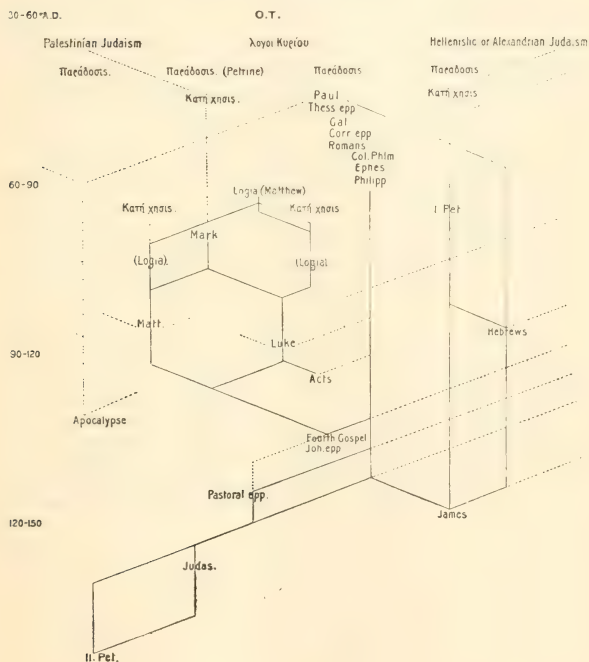 30-60 A.D. O.T.
Palestinian Judaism λογοι Κυρίου Hellenistic or Alexandrian Judaism
Παράδοσις. Παράδοσις. (Petrine) Παράδοσις Παράδοσις
Κατήχησις. Κατήχησις
Paul
Thess epp
Gal
Corr epp
Romans
Col. Phlm
Ephes
Philipp
60-90
Logia (Matthew)
Κατήχησις. Κατήχησις I Pet
Mark
(Logia). (Logia)
Matt.
Luke
Hebrews
90-120
Acts
Apocalypse
Fourth Gospel
Joh. epp
Pastoral epp.
James
120-150
Judas.
II. Pet.